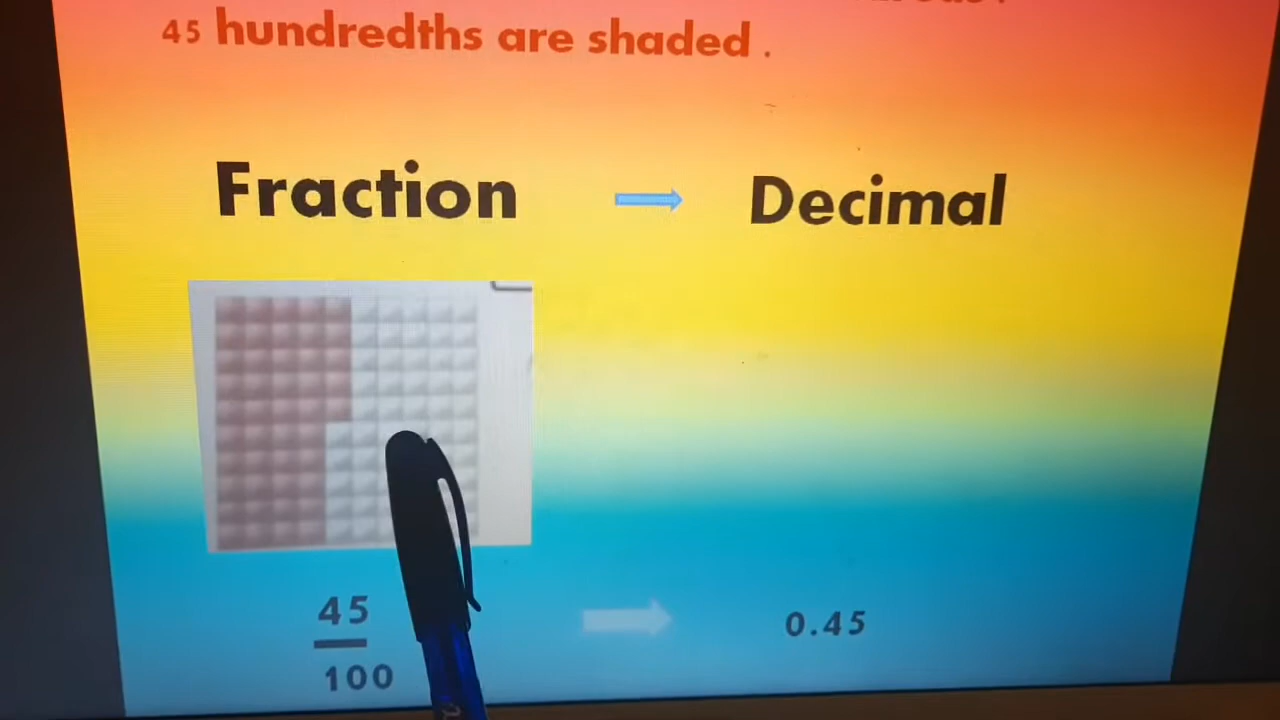 45 hundredths are shaded .
Fraction
Decimal
45
100
0.45